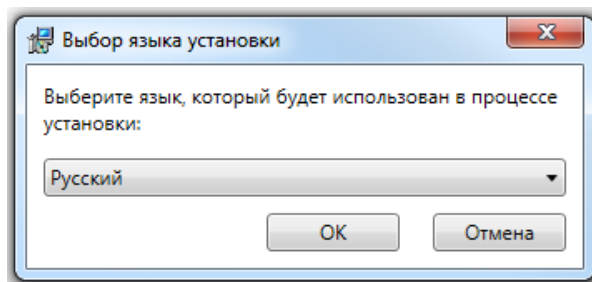 Выбор языка установки
Выберите язык, который будет использован в процессе
установки:
Русский
OK
Отмена